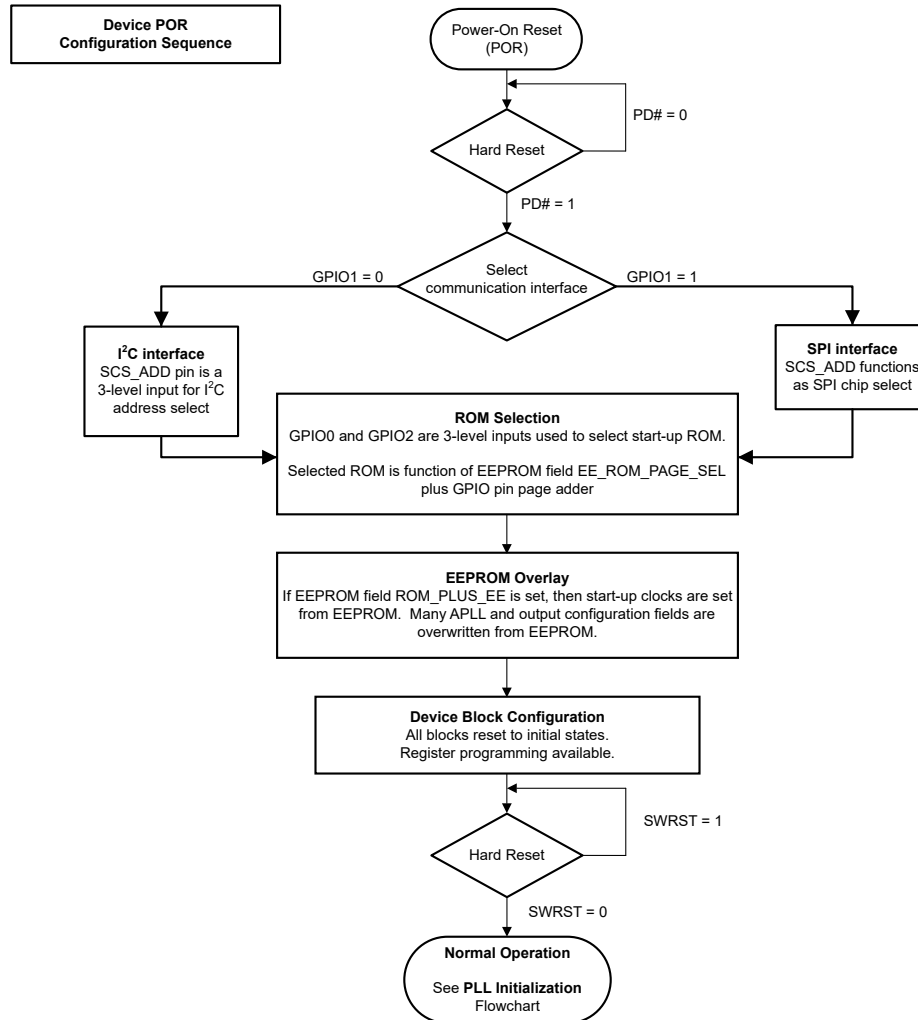 Device POR
Configuration Sequence
Power-On Reset
(POR)
PD# = 0
Hard Reset
PD# = 1
Select
communication interface
GPIO1 = 0
GPIO1 = 1
I²C interface
SCS_ADD pin is a
3-level input for I²C
address select
SPI interface
SCS_ADD functions
as SPI chip select
ROM Selection
GPIO0 and GPIO2 are 3-level inputs used to select start-up ROM.
Selected ROM is function of EEPROM field EE_ROM_PAGE_SEL
plus GPIO pin page adder
EEPROM Overlay
If EEPROM field ROM_PLUS_EE is set, then start-up clocks are set
from EEPROM.  Many APLL and output configuration fields are
overwritten from EEPROM.
Device Block Configuration
All blocks reset to initial states.
Register programming available.
SWRST = 1
Hard Reset
SWRST = 0
Normal Operation
See PLL Initialization
Flowchart